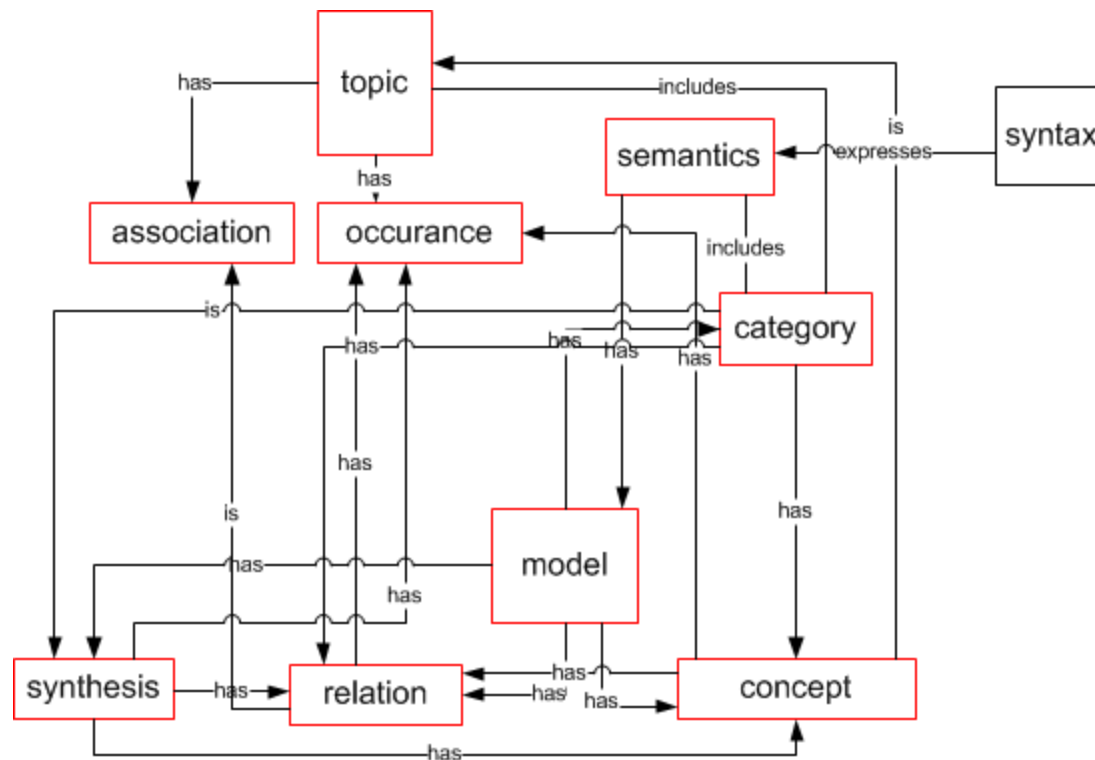 topic
has
includes
is
syntax
semantics
expresses
has
association
occurance
includes
is
category
has
has
has
has
has
has
is
model
has
has
synthesis
has
relation
has
has
has
concept
has